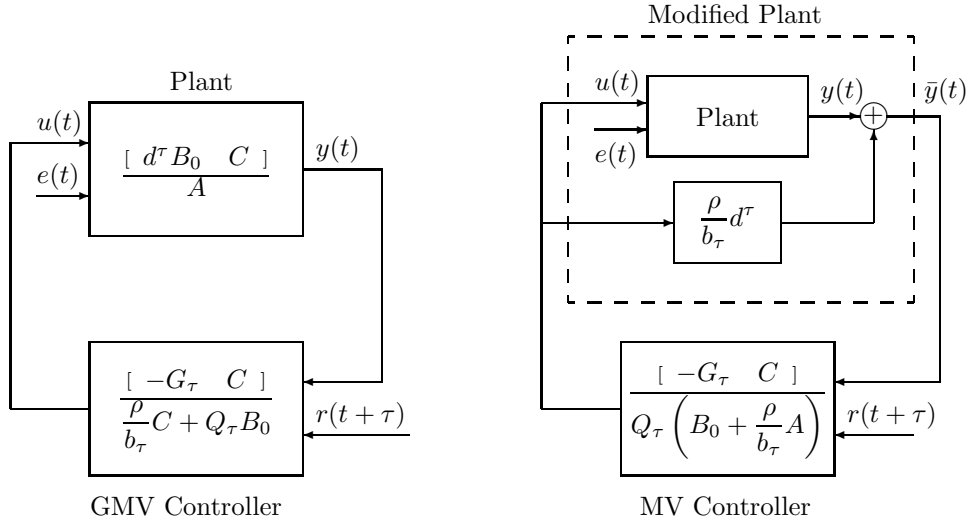 Plant
u(t)
e(t)
[ d^τ B_0 C ]
A
y(t)
[ −G_τ C ]
ρ/b_τ C + Q_τ B_0
r(t + τ)
GMV Controller
Modified Plant
u(t)
e(t)
Plant
y(t)
+
ȳ(t)
ρ/b_τ d^τ
[ −G_τ C ]
Q_τ (B_0 + ρ/b_τ A)
r(t + τ)
MV Controller